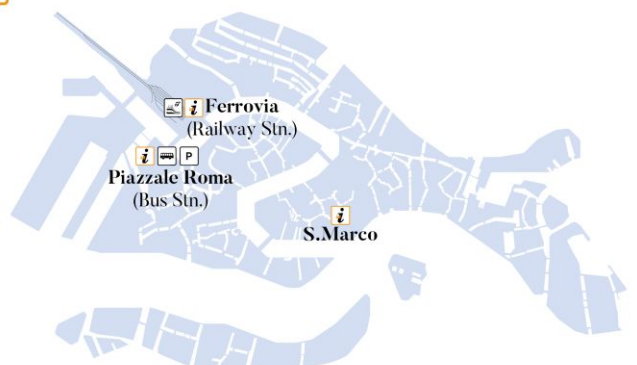 i Ferrovia
(Railway Stn.)
i P
Piazzale Roma
(Bus Stn.)
i
S.Marco